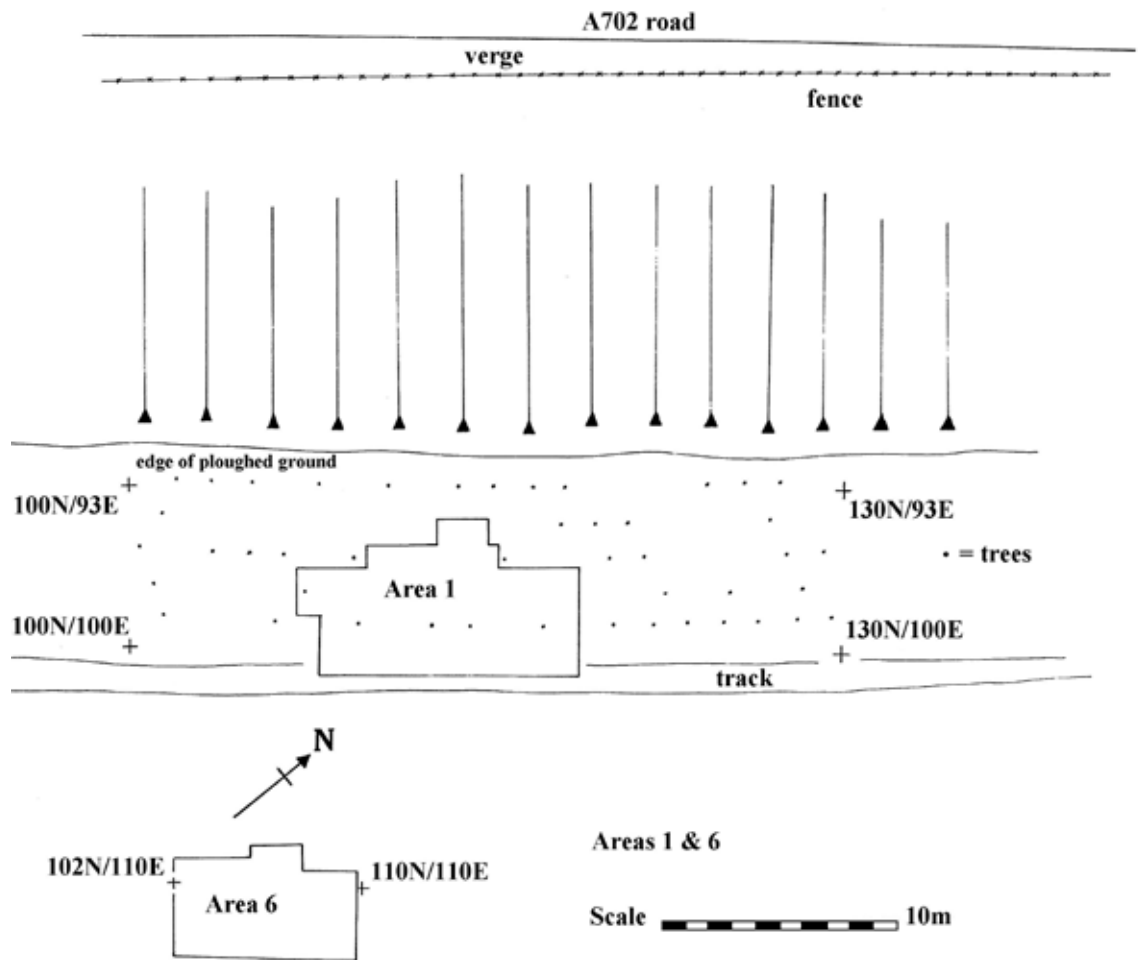 A702 road
verge
fence
edge of ploughed ground
100N/93E
130N/93E
• = trees
Area 1
100N/100E
130N/100E
track
N
102N/110E
110N/110E
Area 6
Areas 1 & 6
Scale
10m